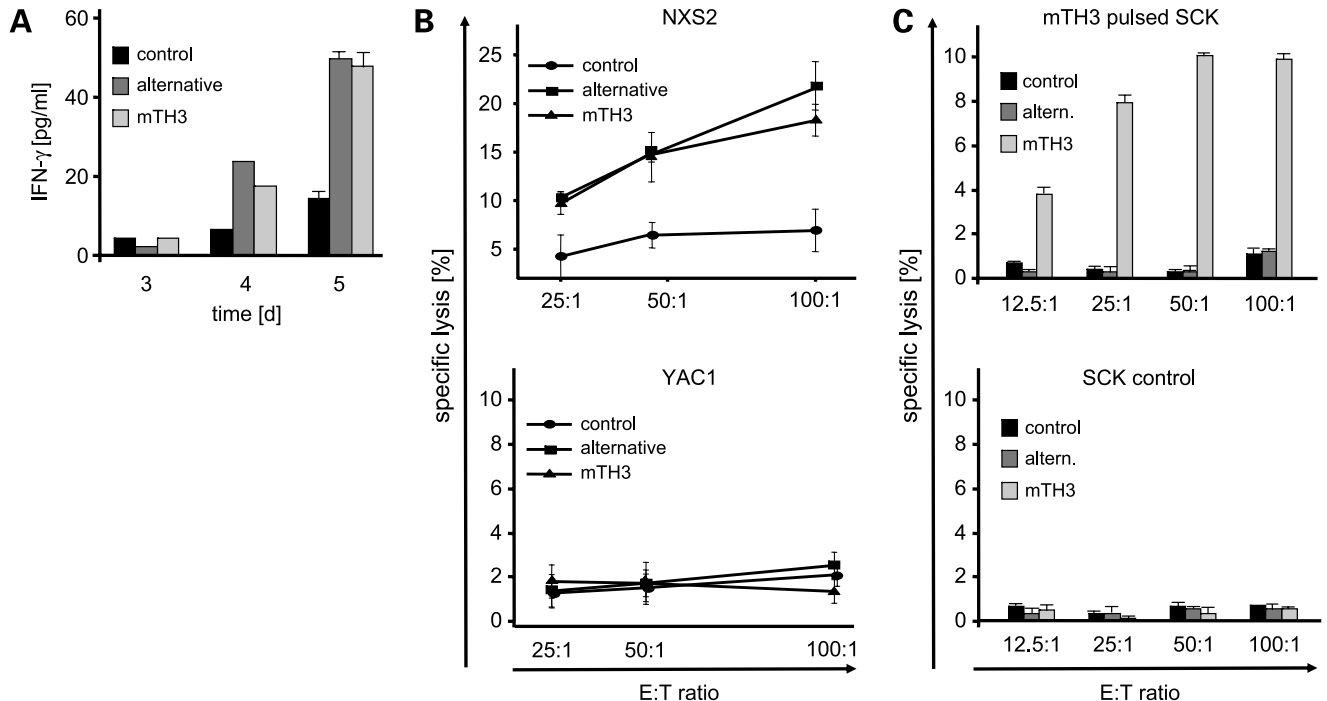 A
60
40
20
0
IFN-γ [pg/ml]
control
alternative
mTH3
3 4 5
time [d]
B
NXS2
25
20
15
10
5
control
alternative
mTH3
25:1 50:1 100:1
specific lysis [%]
YAC1
10
8
6
4
2
0
control
alternative
mTH3
25:1 50:1 100:1
E:T ratio
C
mTH3 pulsed SCK
10
8
6
4
2
0
control
altern.
mTH3
12.5:1 25:1 50:1 100:1
specific lysis [%]
SCK control
10
8
6
4
2
0
control
altern.
mTH3
12.5:1 25:1 50:1 100:1
E:T ratio